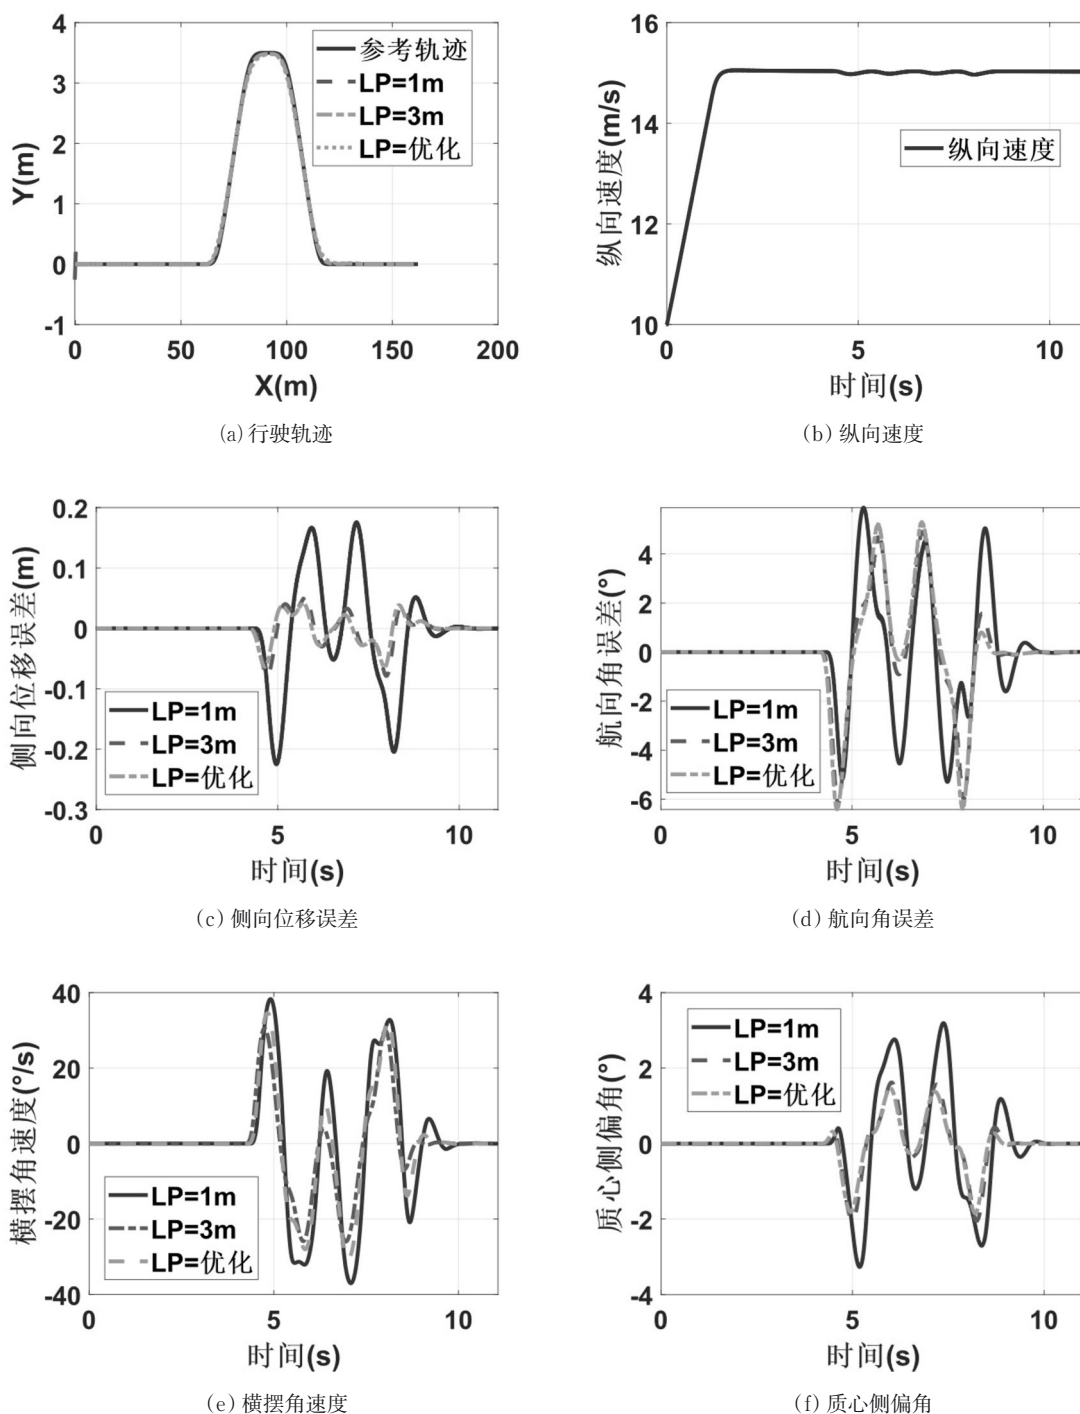 4
3
2
1
0
-1
Y(m)
参考轨迹
LP=1m
LP=3m
LP=优化
0 50 100 150 200
X(m)
(a) 行驶轨迹
16
14
12
10
纵向速度(m/s)
纵向速度
0 5 10
时间(s)
(b) 纵向速度
0.2
0.1
0
-0.1
-0.2
-0.3
侧向位移误差(m)
LP=1m
LP=3m
LP=优化
0 5 10
时间(s)
(c) 侧向位移误差
4
2
0
-2
-4
-6
航向角误差(°)
LP=1m
LP=3m
LP=优化
0 5 10
时间(s)
(d) 航向角误差
40
20
0
-20
-40
横摆角速度(°/s)
LP=1m
LP=3m
LP=优化
0 5 10
时间(s)
(e) 横摆角速度
4
2
0
-2
-4
质心侧偏角(°)
LP=1m
LP=3m
LP=优化
0 5 10
时间(s)
(f) 质心侧偏角